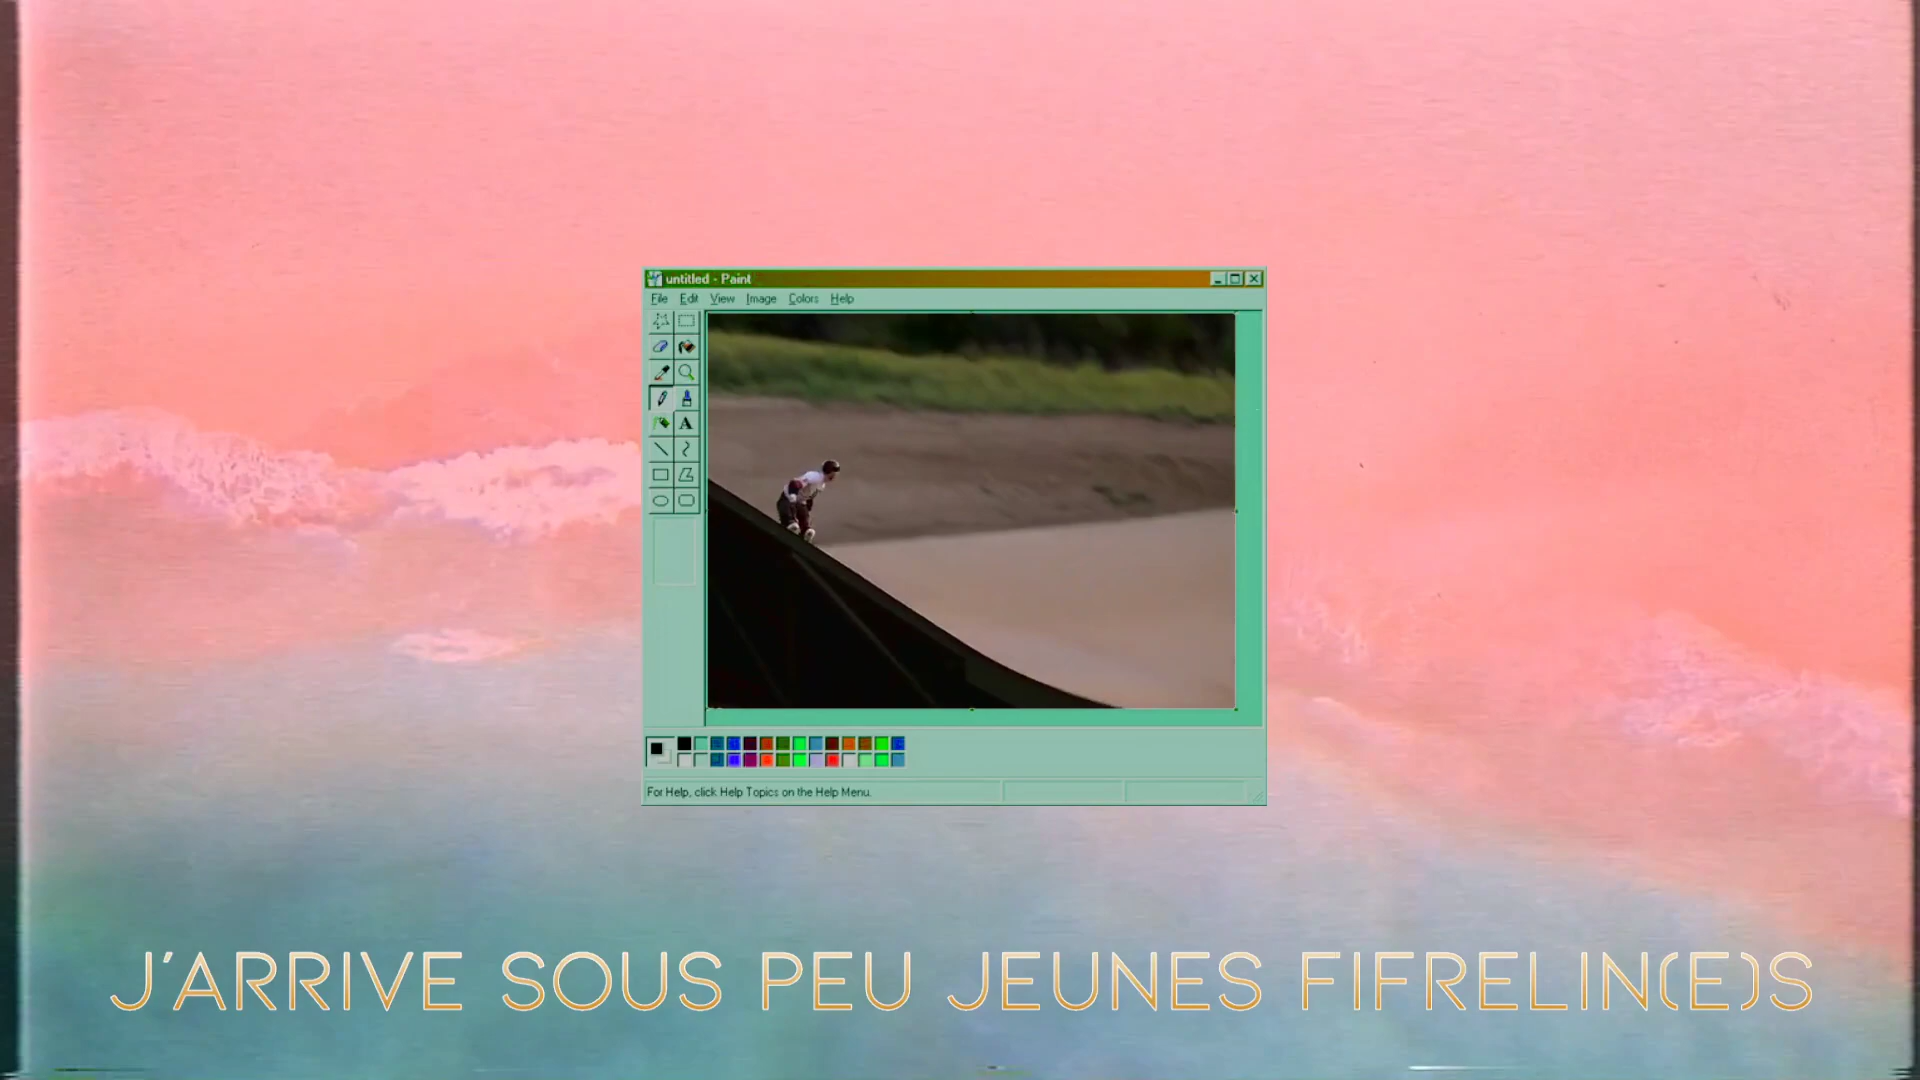 untitled - Paint
File Edit View Image Colors Help
A
For Help, click Help Topics on the Help Menu.
J'ARRIVE SOUS PEU JEUNES FIFRELIN(E)S